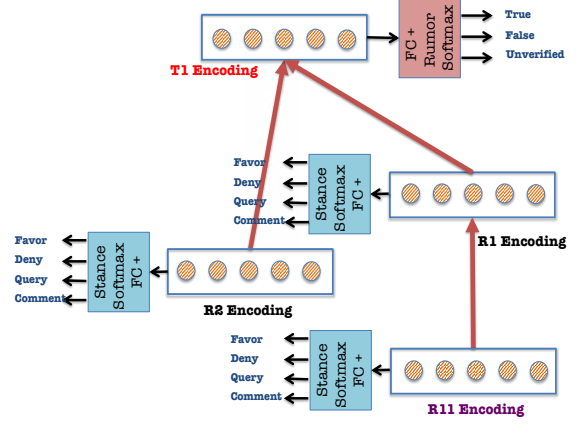 True
False
Unverified
FC +
Rumor
Softmax
T1 Encoding
Favor
Deny
Query
Comment
Stance
Softmax
FC +
R1 Encoding
Favor
Deny
Query
Comment
Stance
Softmax
FC +
R2 Encoding
Favor
Deny
Query
Comment
Stance
Softmax
FC +
R11 Encoding